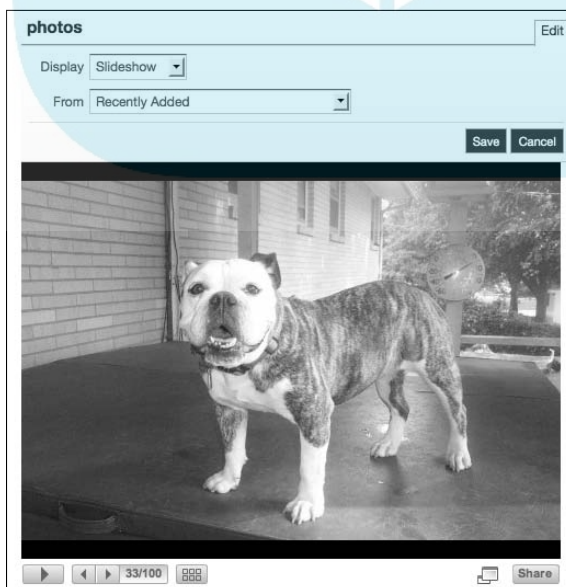 photos
Edit
Display Slideshow
From Recently Added
Save Cancel
33/100
Share